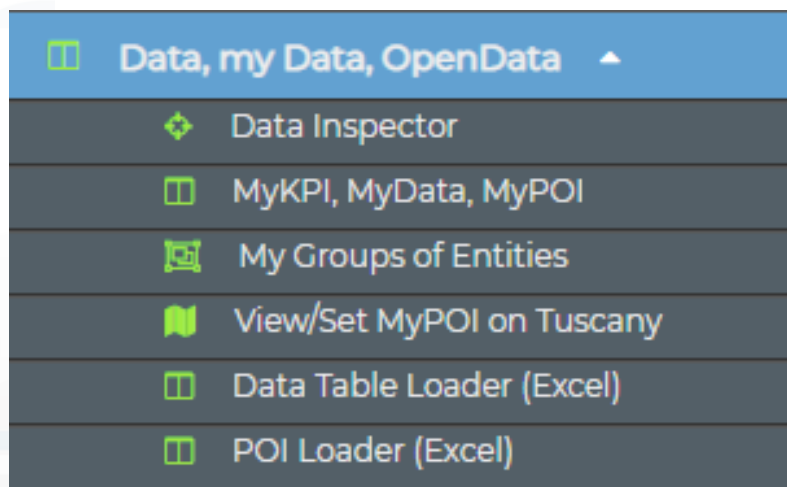 Data, my Data, OpenData
Data Inspector
MyKPI, MyData, MyPOI
My Groups of Entities
View/Set MyPOI on Tuscany
Data Table Loader (Excel)
POI Loader (Excel)